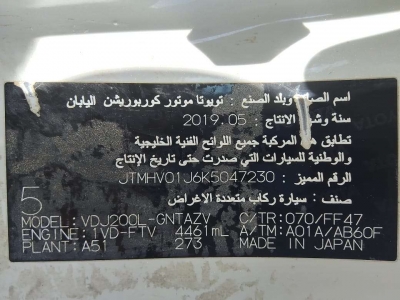 اسم الصانع وبلد الصنع : تويوتا موتور كوربوريشن اليابان
سنة وشهر الانتاج : 2019.05
تطابق هذه المركبة جميع اللوائح الفنية الخليجية
والوطنية للسيارات التي صدرت حتى تاريخ الإنتاج
الرقم المميز : JTMHV01J6K5047230
صنف : سيارة ركاب متعددة الاغراض
5
MODEL: VDJ200L-GNTAZV C/TR: 070/FF47
ENGINE: 1VD-FTV 4461mL A/TM: A01A/AB60F
PLANT: A51 273 MADE IN JAPAN